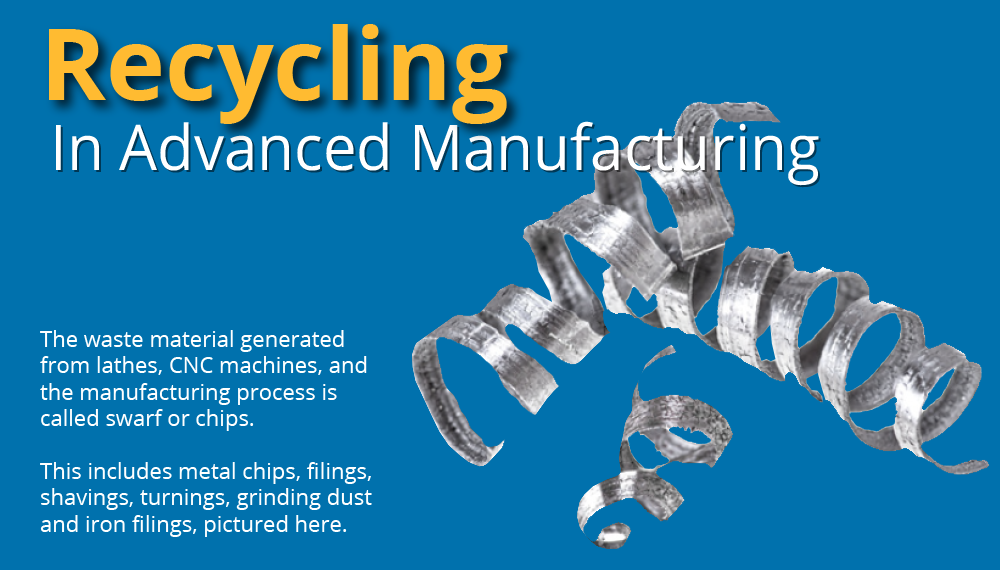 Recycling
In Advanced Manufacturing
The waste material generated
from lathes, CNC machines, and
the manufacturing process is
called swarf or chips.
This includes metal chips, filings,
shavings, turnings, grinding dust
and iron filings, pictured here.